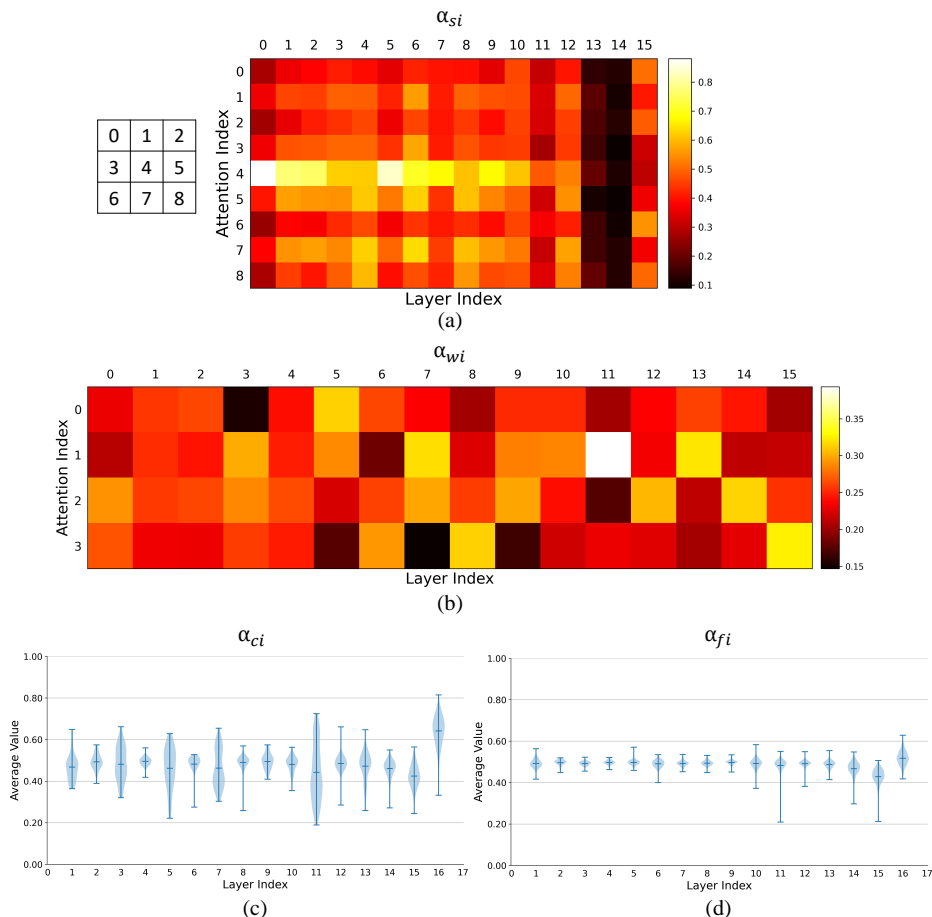 α_si
0 1 2 3 4 5 6 7 8 9 10 11 12 13 14 15
0
1
2
3
4
5
6
7
8
Attention Index
Layer Index
0.8
0.7
0.6
0.5
0.4
0.3
0.2
0.1
0 1 2
3 4 5
6 7 8
(a)
α_wi
0 1 2 3 4 5 6 7 8 9 10 11 12 13 14 15
0
1
2
3
Attention Index
Layer Index
0.35
0.30
0.25
0.20
0.15
(b)
α_ci
1.00
0.80
0.60
0.40
0.20
0.00
Average Value
0 1 2 3 4 5 6 7 8 9 10 11 12 13 14 15 16 17
Layer Index
(c)
α_fi
1.00
0.80
0.60
0.40
0.20
0.00
Average Value
0 1 2 3 4 5 6 7 8 9 10 11 12 13 14 15 16 17
Layer Index
(d)